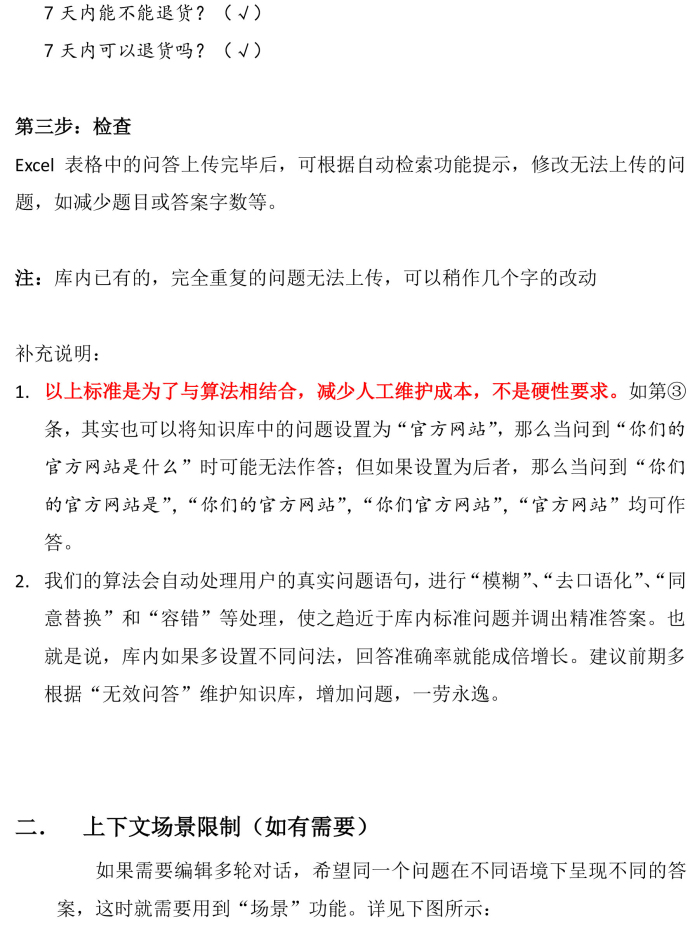 7 天内能不能退货？（√）
7 天内可以退货吗？（√）
第三步：检查
Excel 表格中的问答上传完毕后，可根据自动检索功能提示，修改无法上传的问
题，如减少题目或答案字数等。
注：库内已有的，完全重复的问题无法上传，可以稍作几个字的改动
补充说明：
1. 以上标准是为了与算法相结合，减少人工维护成本，不是硬性要求。如第③
条，其实也可以将知识库中的问题设置为“官方网站”，那么当问到“你们的
官方网站是什么”时可能无法作答；但如果设置为后者，那么当问到“你们
的官方网站是”，“你们的官方网站”，“你们官方网站”，“官方网站”均可作
答。
2. 我们的算法会自动处理用户的真实问题语句，进行“模糊”、“去口语化”、“同
意替换”和“容错”等处理，使之趋近于库内标准问题并调出精准答案。也
就是说，库内如果多设置不同问法，回答准确率就能成倍增长。建议前期多
根据“无效问答”维护知识库，增加问题，一劳永逸。
二． 上下文场景限制（如有需要）
如果需要编辑多轮对话，希望同一个问题在不同语境下呈现不同的答
案，这时就需要用到“场景”功能。详见下图所示：